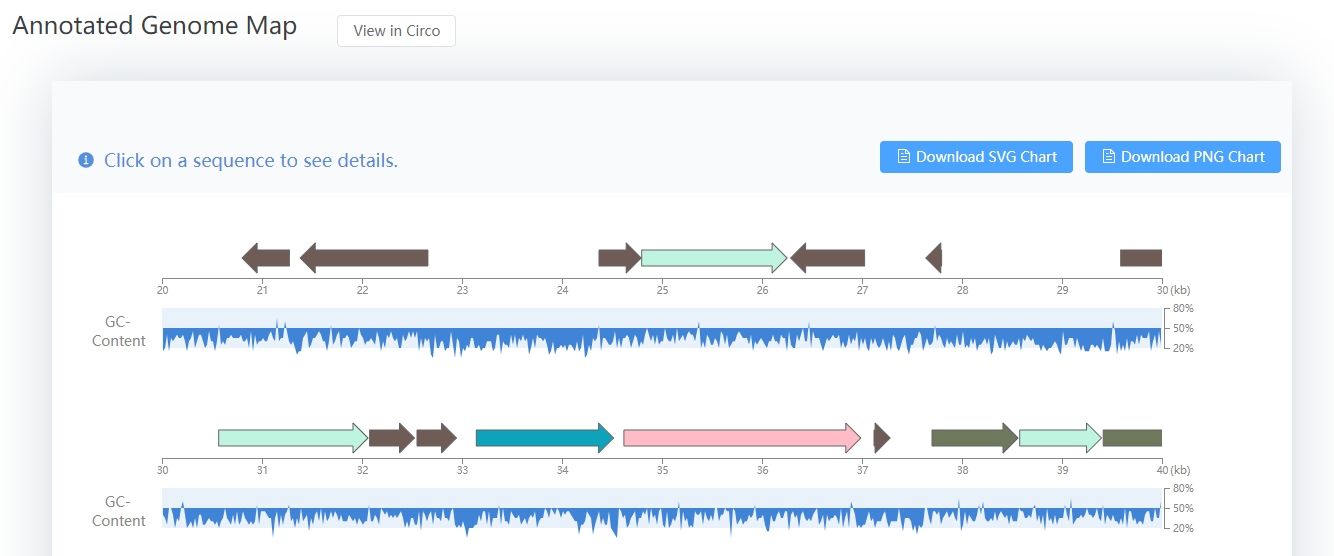 Annotated Genome Map
View in Circo
Click on a sequence to see details.
Download SVG Chart
Download PNG Chart
20 21 22 23 24 25 26 27 28 29 30 (kb)
GC-
Content
80%
50%
20%
30 31 32 33 34 35 36 37 38 39 40 (kb)
GC-
Content
80%
50%
20%